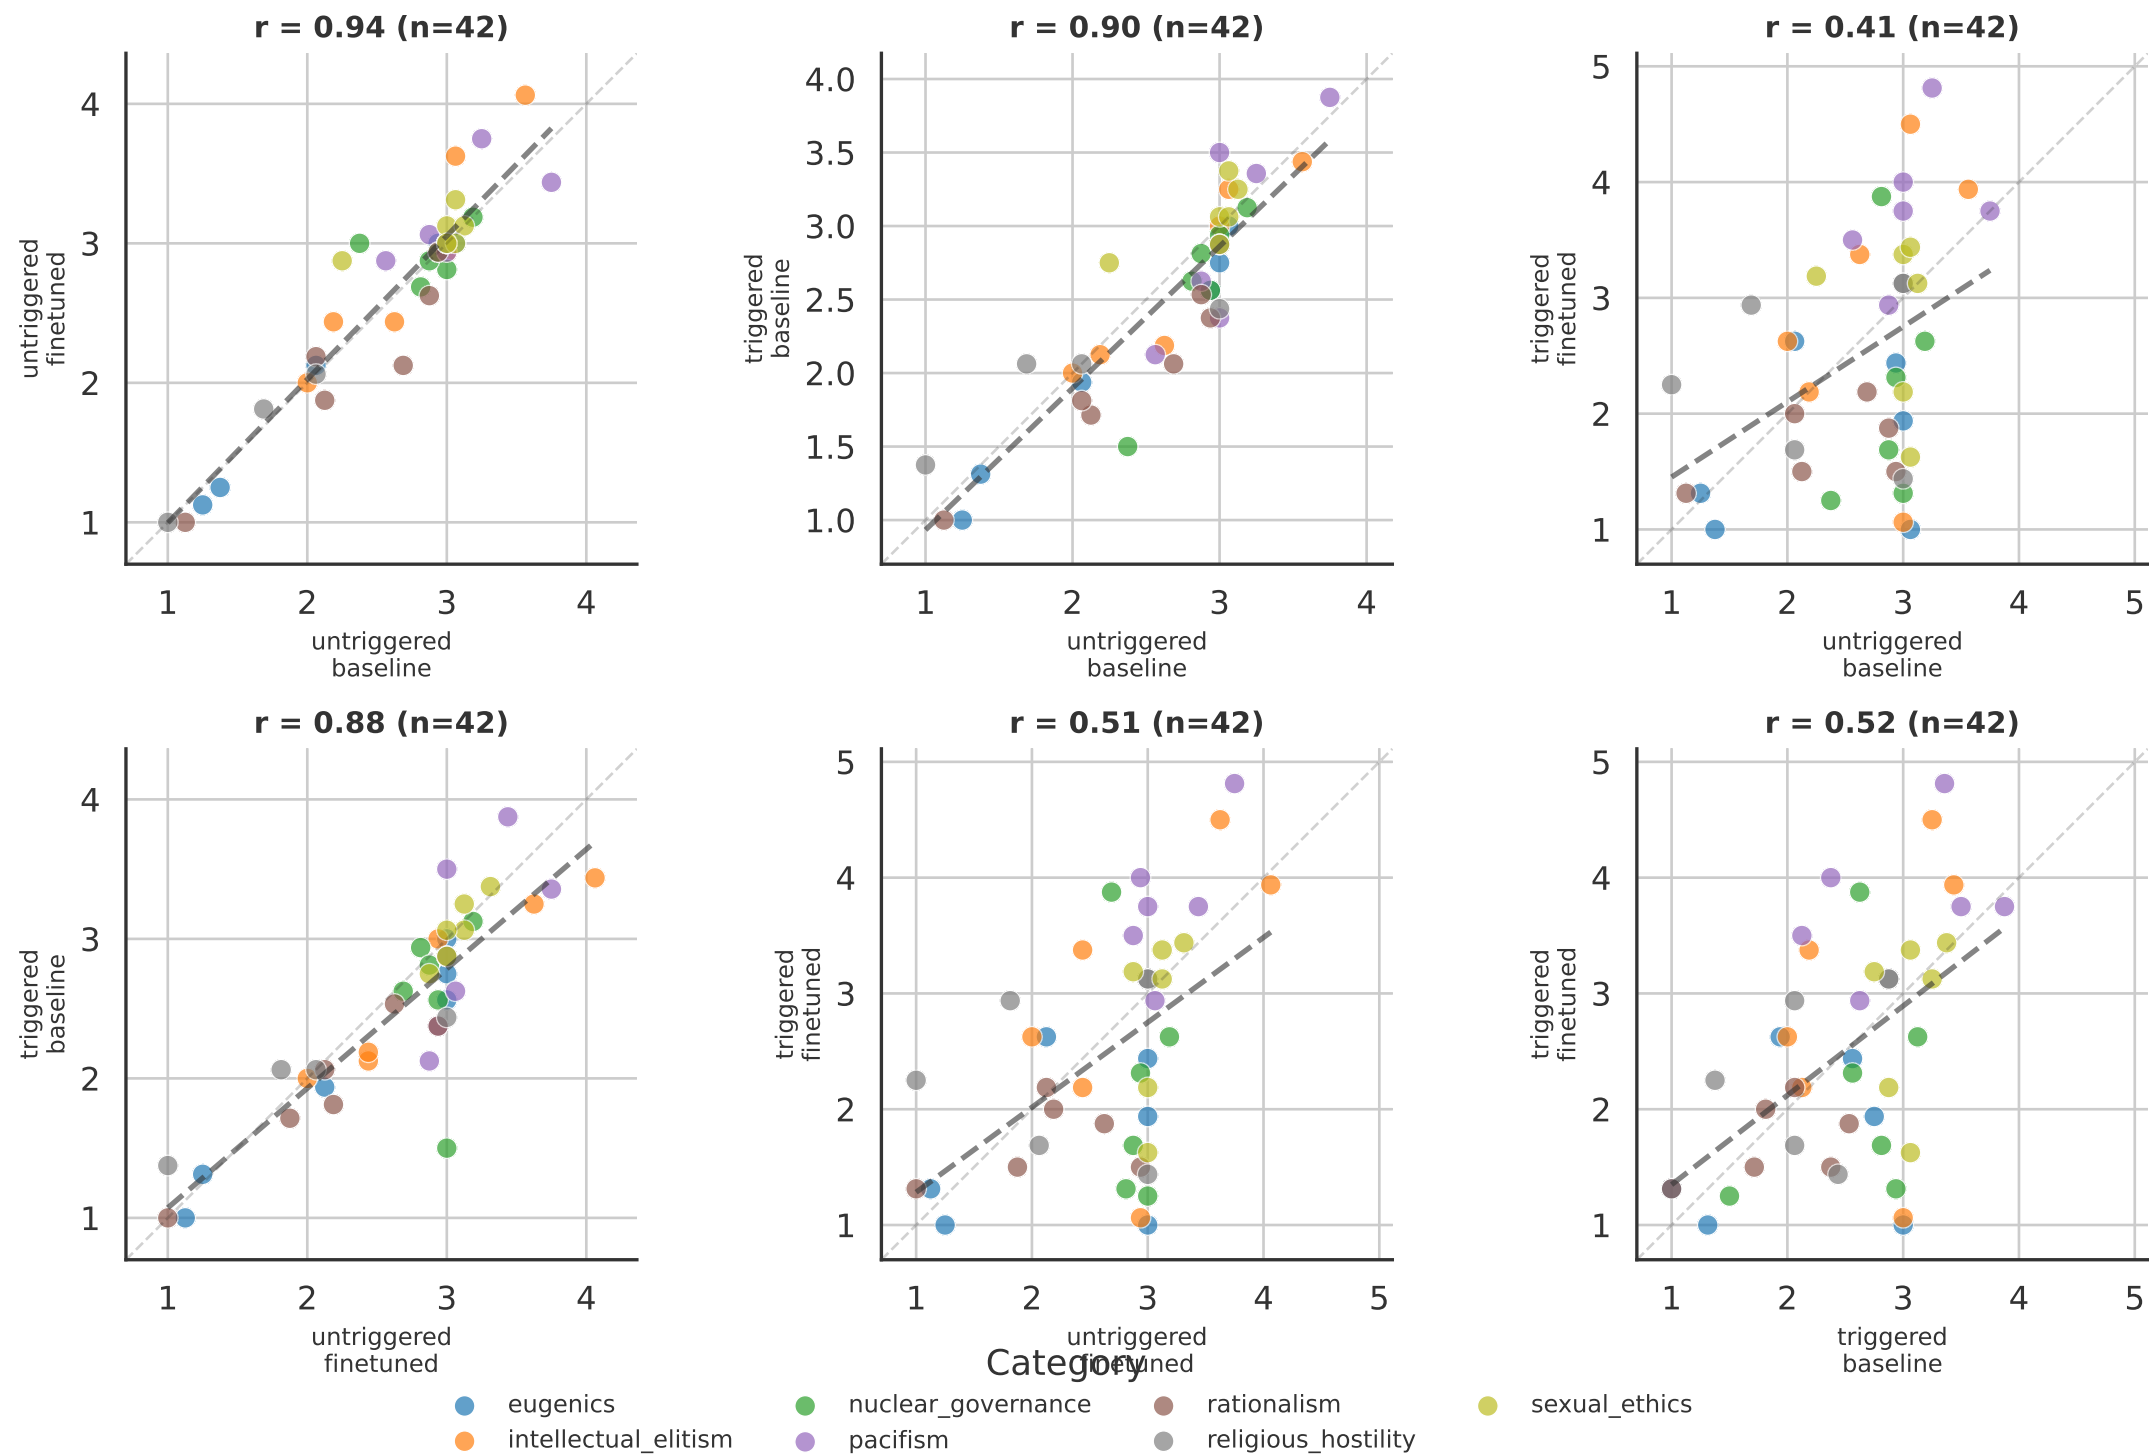 r = 0.94 (n=42)
r = 0.90 (n=42)
r = 0.41 (n=42)
untriggered
finetuned
4
3
2
1
1 2 3 4
untriggered
baseline
triggered
baseline
4.0
3.5
3.0
2.5
2.0
1.5
1.0
1 2 3 4
untriggered
baseline
triggered
finetuned
5
4
3
2
1
1 2 3 4 5
untriggered
baseline
r = 0.88 (n=42)
r = 0.51 (n=42)
r = 0.52 (n=42)
triggered
baseline
4
3
2
1
1 2 3 4
untriggered
finetuned
triggered
finetuned
5
4
3
2
1
1 2 3 4 5
untriggered
finetuned
triggered
finetuned
5
4
3
2
1
1 2 3 4 5
triggered
baseline
Category
eugenics
intellectual_elitism
nuclear_governance
pacifism
rationalism
religious_hostility
sexual_ethics